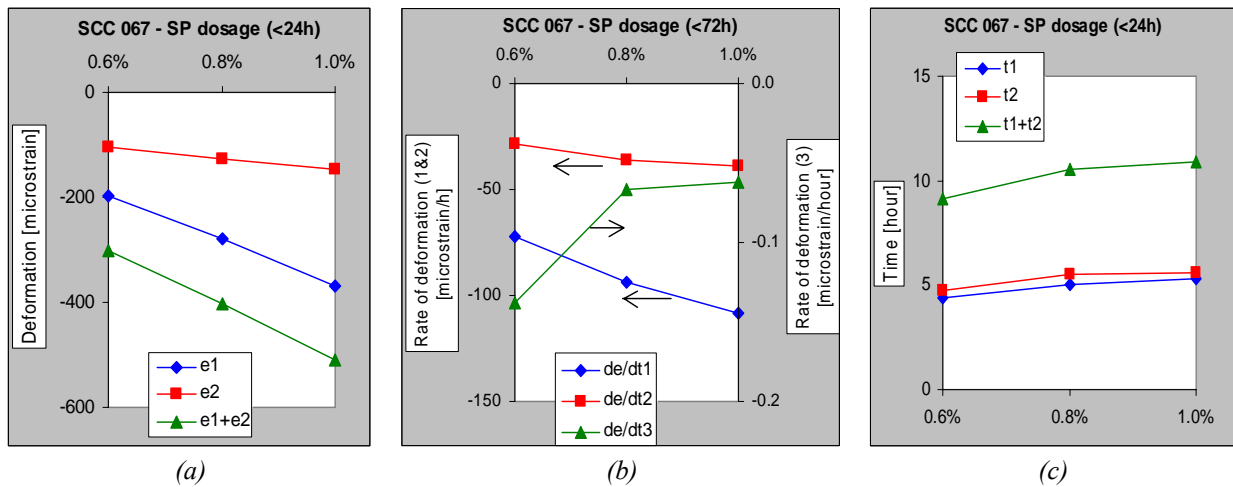 SCC 067 - SP dosage (<24h)
0.6% 0.8% 1.0%
0
-200
-400
-600
Deformation [microstrain]
e1
e2
e1+e2
(a)
SCC 067 - SP dosage (<72h)
0.6% 0.8% 1.0%
0
-50
-100
-150
Rate of deformation (1&2)
[microstrain/h]
0.0
-0.1
-0.2
Rate of deformation (3)
[microstrain/hour]
de/dt1
de/dt2
de/dt3
(b)
SCC 067 - SP dosage (<24h)
15
10
5
0
Time [hour]
t1
t2
t1+t2
0.6% 0.8% 1.0%
(c)